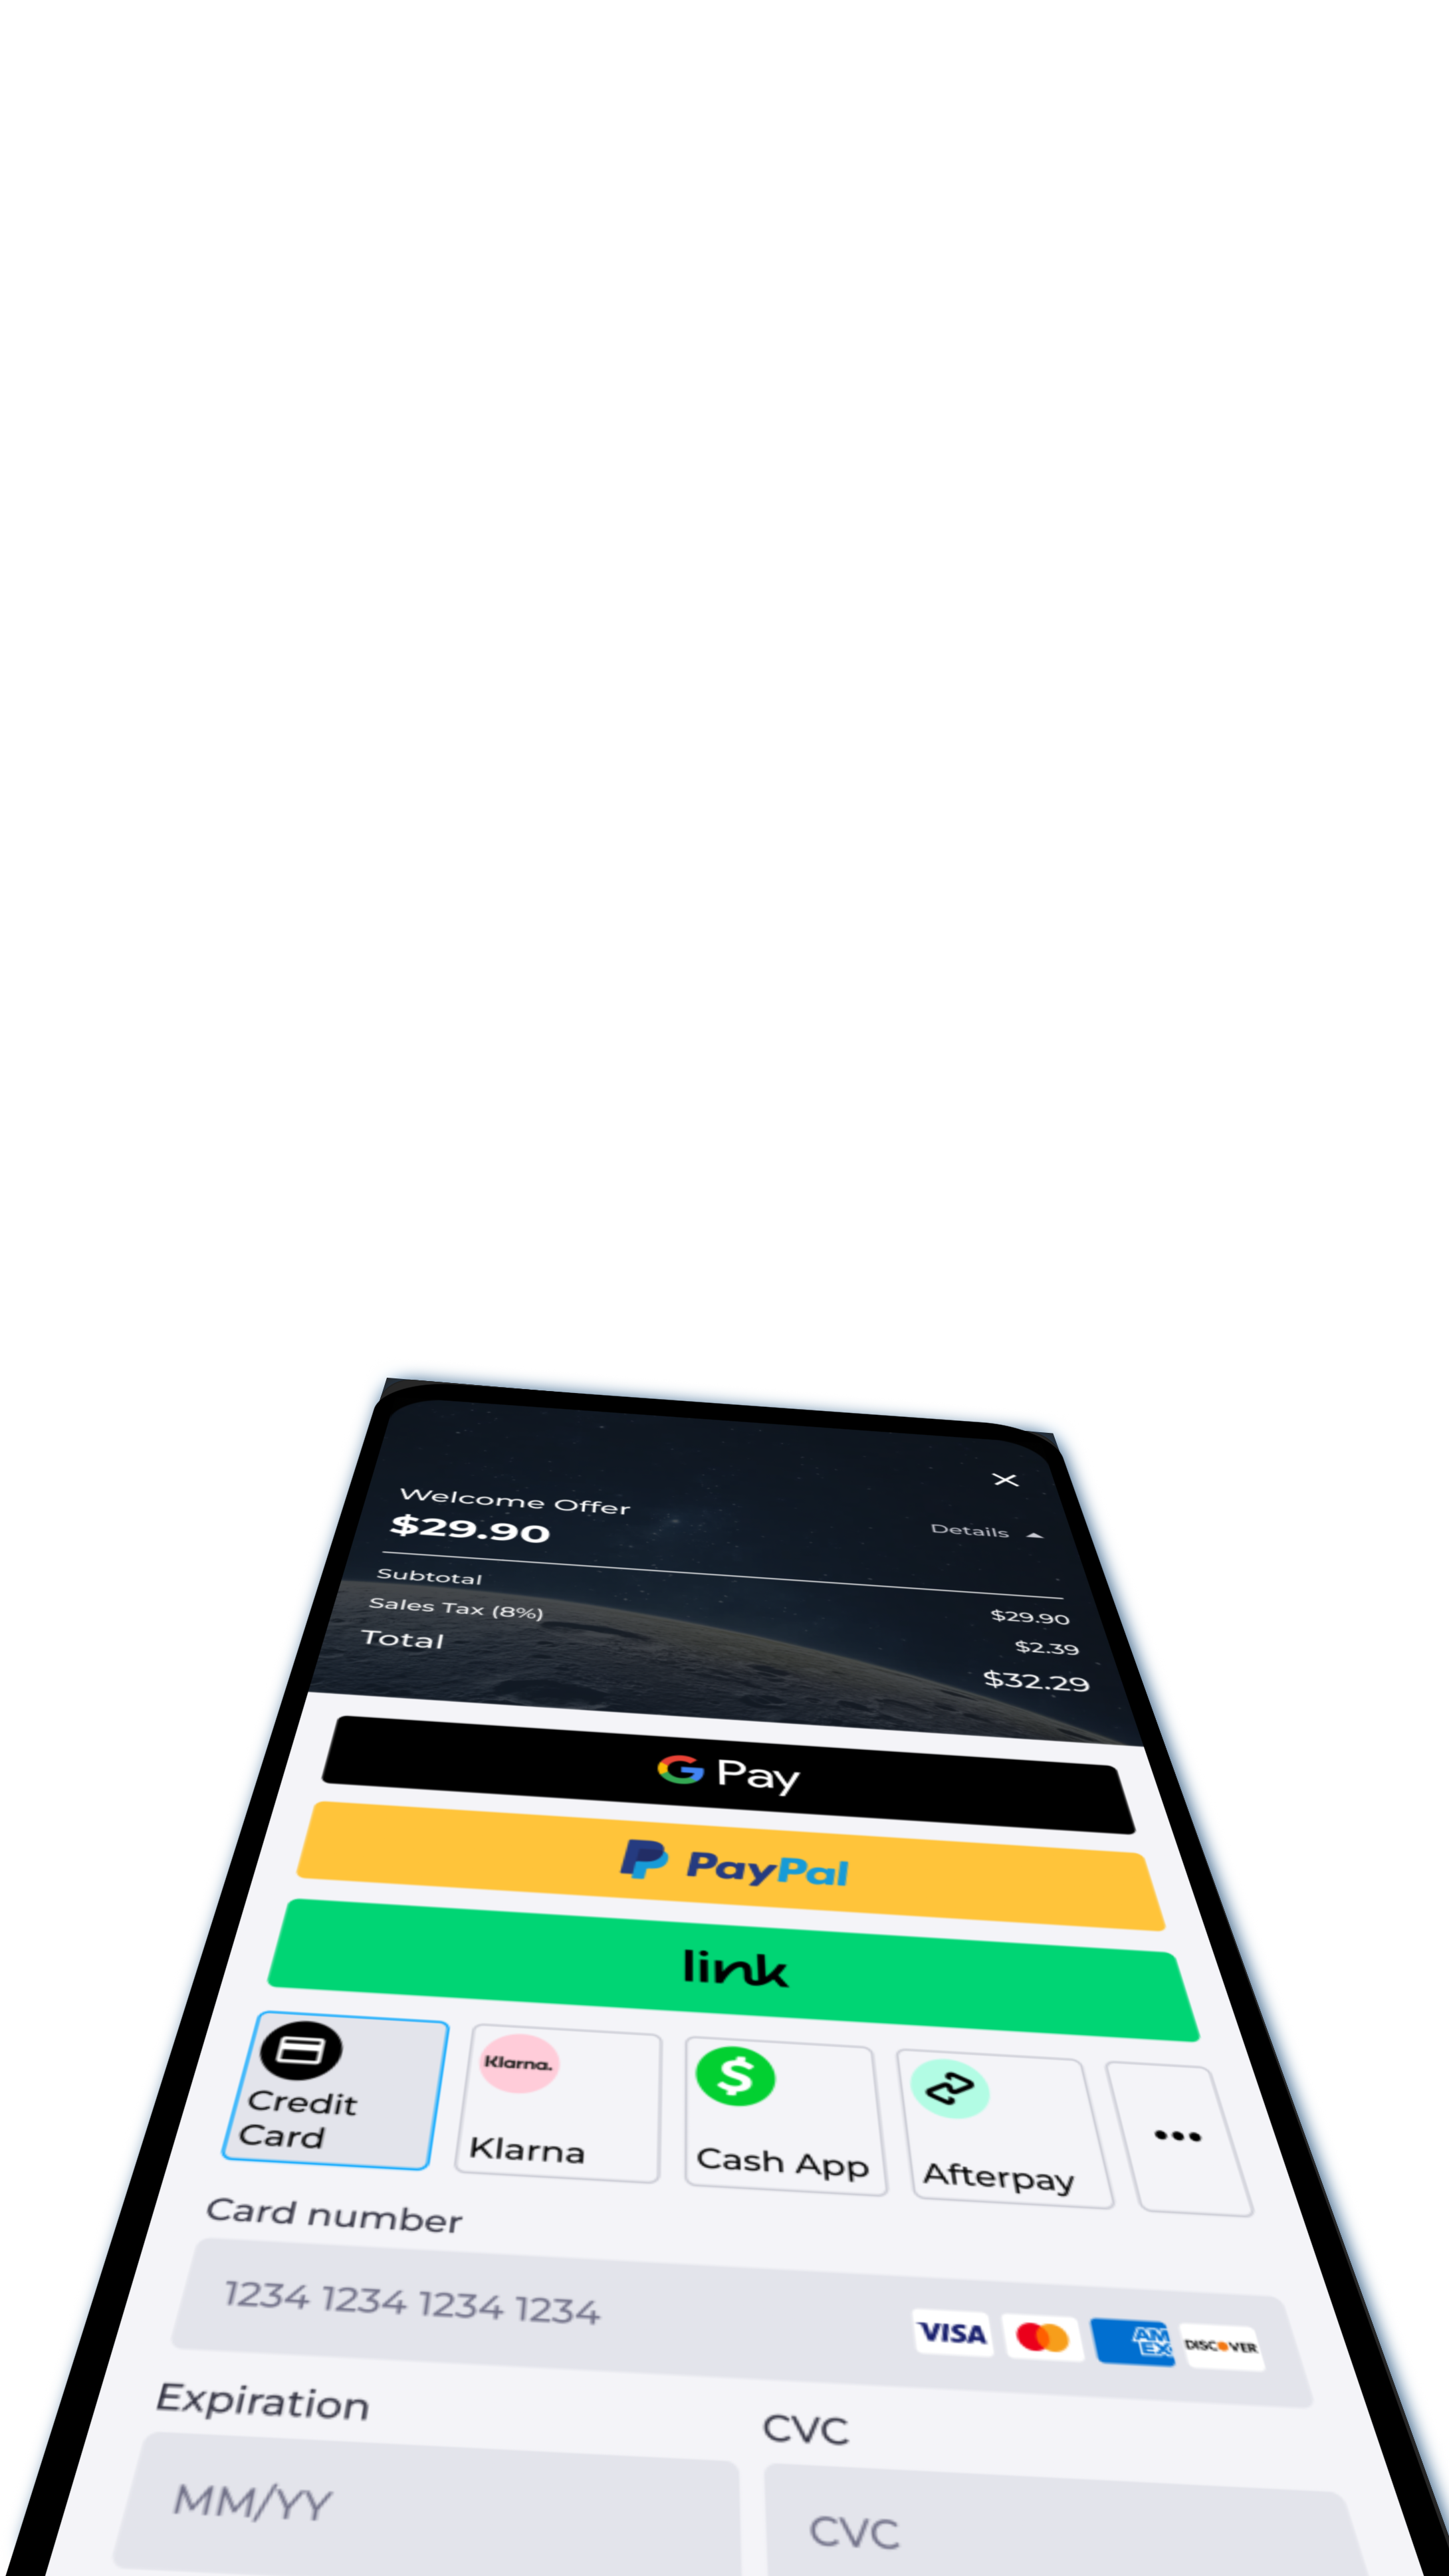 Welcome Offer
$29.90
Details
Subtotal $29.90
Sales Tax (8%) $2.39
Total $32.29
G Pay
PayPal
link
Credit
Card
Klarna.
Klarna
Cash App
Afterpay
Card number
1234 1234 1234 1234
VISA
AM
EX
DISCOVER
Expiration
CVC
MM/YY
CVC